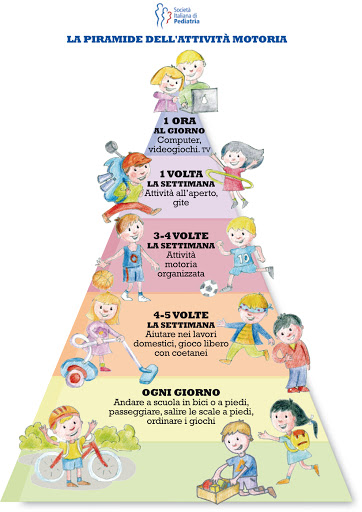 Società
Italiana di
Pediatria
LA PIRAMIDE DELL'ATTIVITÀ MOTORIA
1 ORA
AL GIORNO
Computer,
videogiochi. TV
1 VOLTA
LA SETTIMANA
Attività all'aperto,
gite
3-4 VOLTE
LA SETTIMANA
Attività
motoria
organizzata
4-5 VOLTE
LA SETTIMANA
Aiutare nei lavori
domestici, gioco libero
con coetanei
OGNI GIORNO
Andare a scuola in bici o a piedi,
passeggiare, salire le scale a piedi,
ordinare i giochi
10